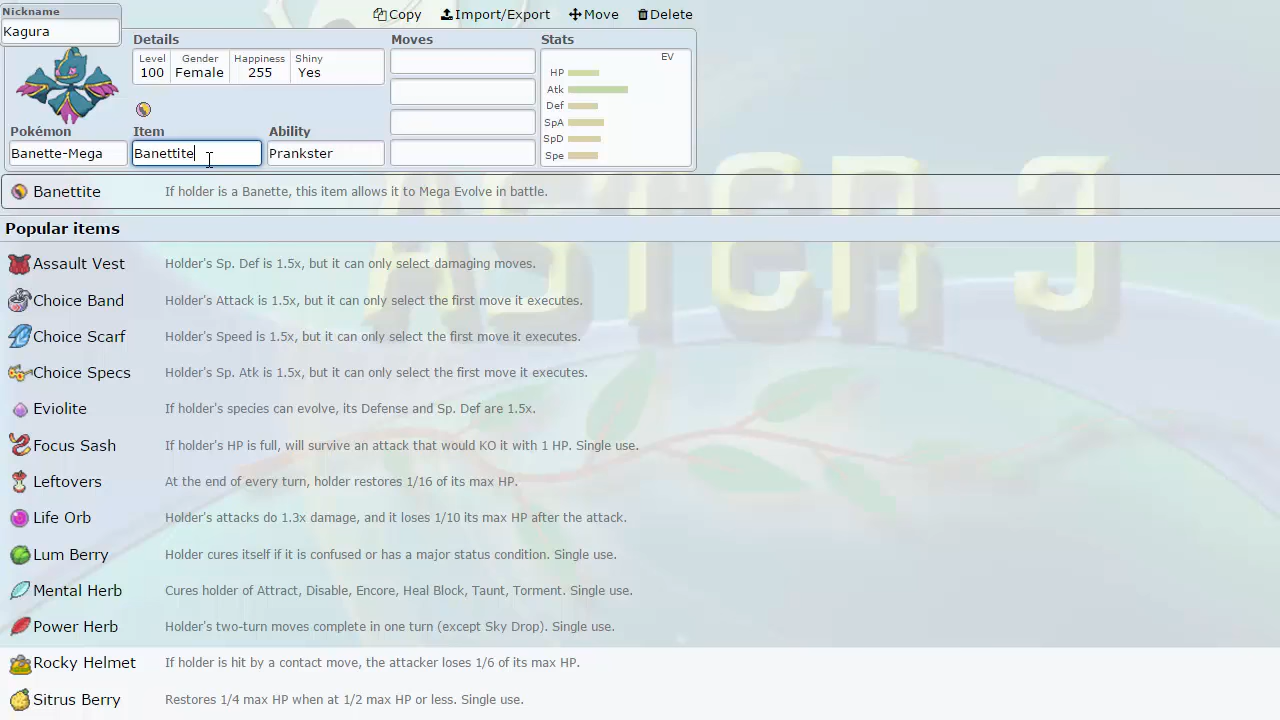 Nickname
Kagura
Copy Import/Export Move Delete
Details
Level Gender Happiness Shiny
100 Female 255 Yes
Moves
Stats
EV
HP
Atk
Def
SpA
SpD
Spe
Pokémon Item Ability
Banette-Mega Banettite Prankster
Banettite If holder is a Banette, this item allows it to Mega Evolve in battle.
Popular items
ASTER J
Assault Vest Holder's Sp. Def is 1.5x, but it can only select damaging moves.
Choice Band Holder's Attack is 1.5x, but it can only select the first move it executes.
Choice Scarf Holder's Speed is 1.5x, but it can only select the first move it executes.
Choice Specs Holder's Sp. Atk is 1.5x, but it can only select the first move it executes.
Eviolite If holder's species can evolve, its Defense and Sp. Def are 1.5x.
Focus Sash If holder's HP is full, will survive an attack that would KO it with 1 HP. Single use.
Leftovers At the end of every turn, holder restores 1/16 of its max HP.
Life Orb Holder's attacks do 1.3x damage, and it loses 1/10 its max HP after the attack.
Lum Berry Holder cures itself if it is confused or has a major status condition. Single use.
Mental Herb Cures holder of Attract, Disable, Encore, Heal Block, Taunt, Torment. Single use.
Power Herb Holder's two-turn moves complete in one turn (except Sky Drop). Single use.
Rocky Helmet If holder is hit by a contact move, the attacker loses 1/6 of its max HP.
Sitrus Berry Restores 1/4 max HP when at 1/2 max HP or less. Single use.